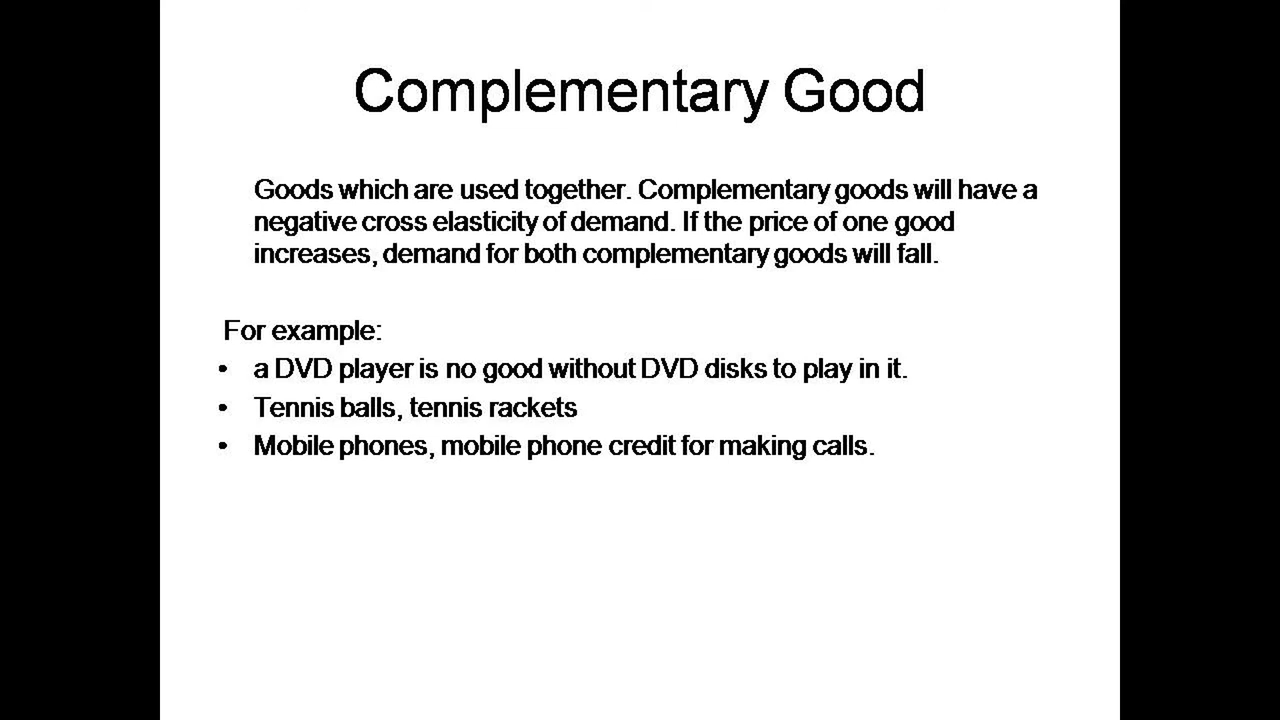 Complementary Good
Goods which are used together. Complementary goods will have a
negative cross elasticity of demand. If the price of one good
increases, demand for both complementary goods will fall.
For example:
• a DVD player is no good without DVD disks to play in it.
• Tennis balls, tennis rackets
• Mobile phones, mobile phone credit for making calls.